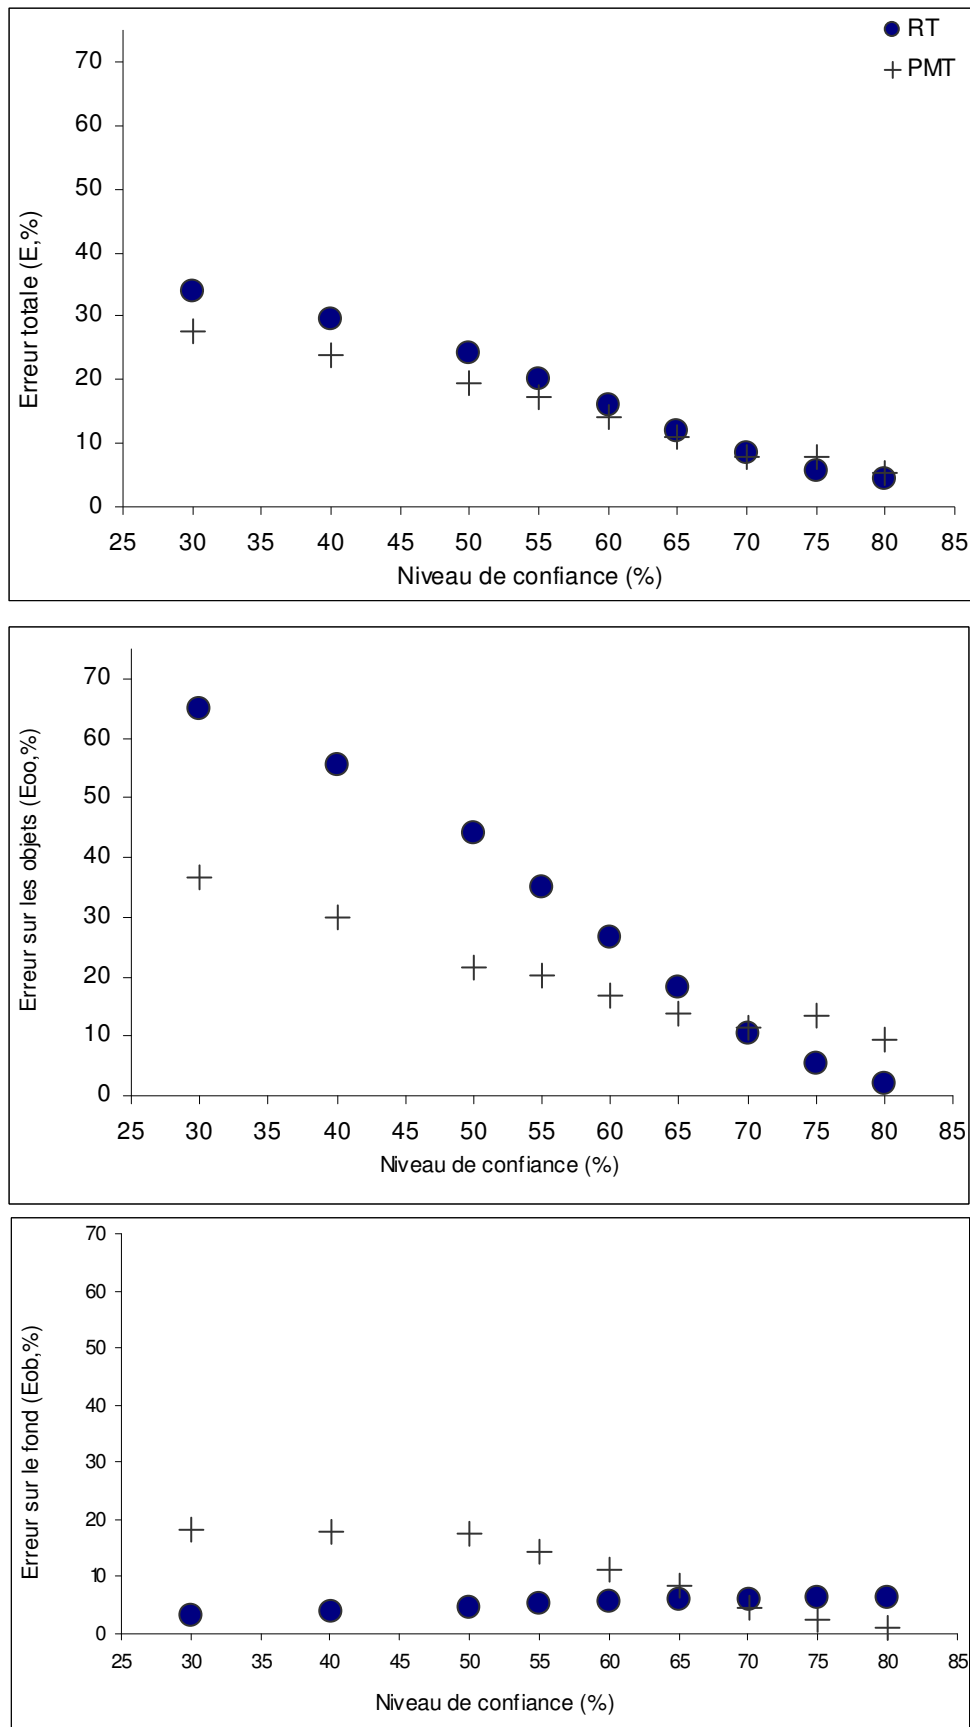 RT
PMT
70
60
50
40
30
20
10
0
Erreur totale (E,%)
25 30 35 40 45 50 55 60 65 70 75 80 85
Niveau de confiance (%)
70
60
50
40
30
20
10
0
Erreur sur les objets (Eoo,%)
25 30 35 40 45 50 55 60 65 70 75 80 85
Niveau de confiance (%)
70
60
50
40
30
20
10
0
Erreur sur le fond (Eob,%)
25 30 35 40 45 50 55 60 65 70 75 80 85
Niveau de confiance (%)